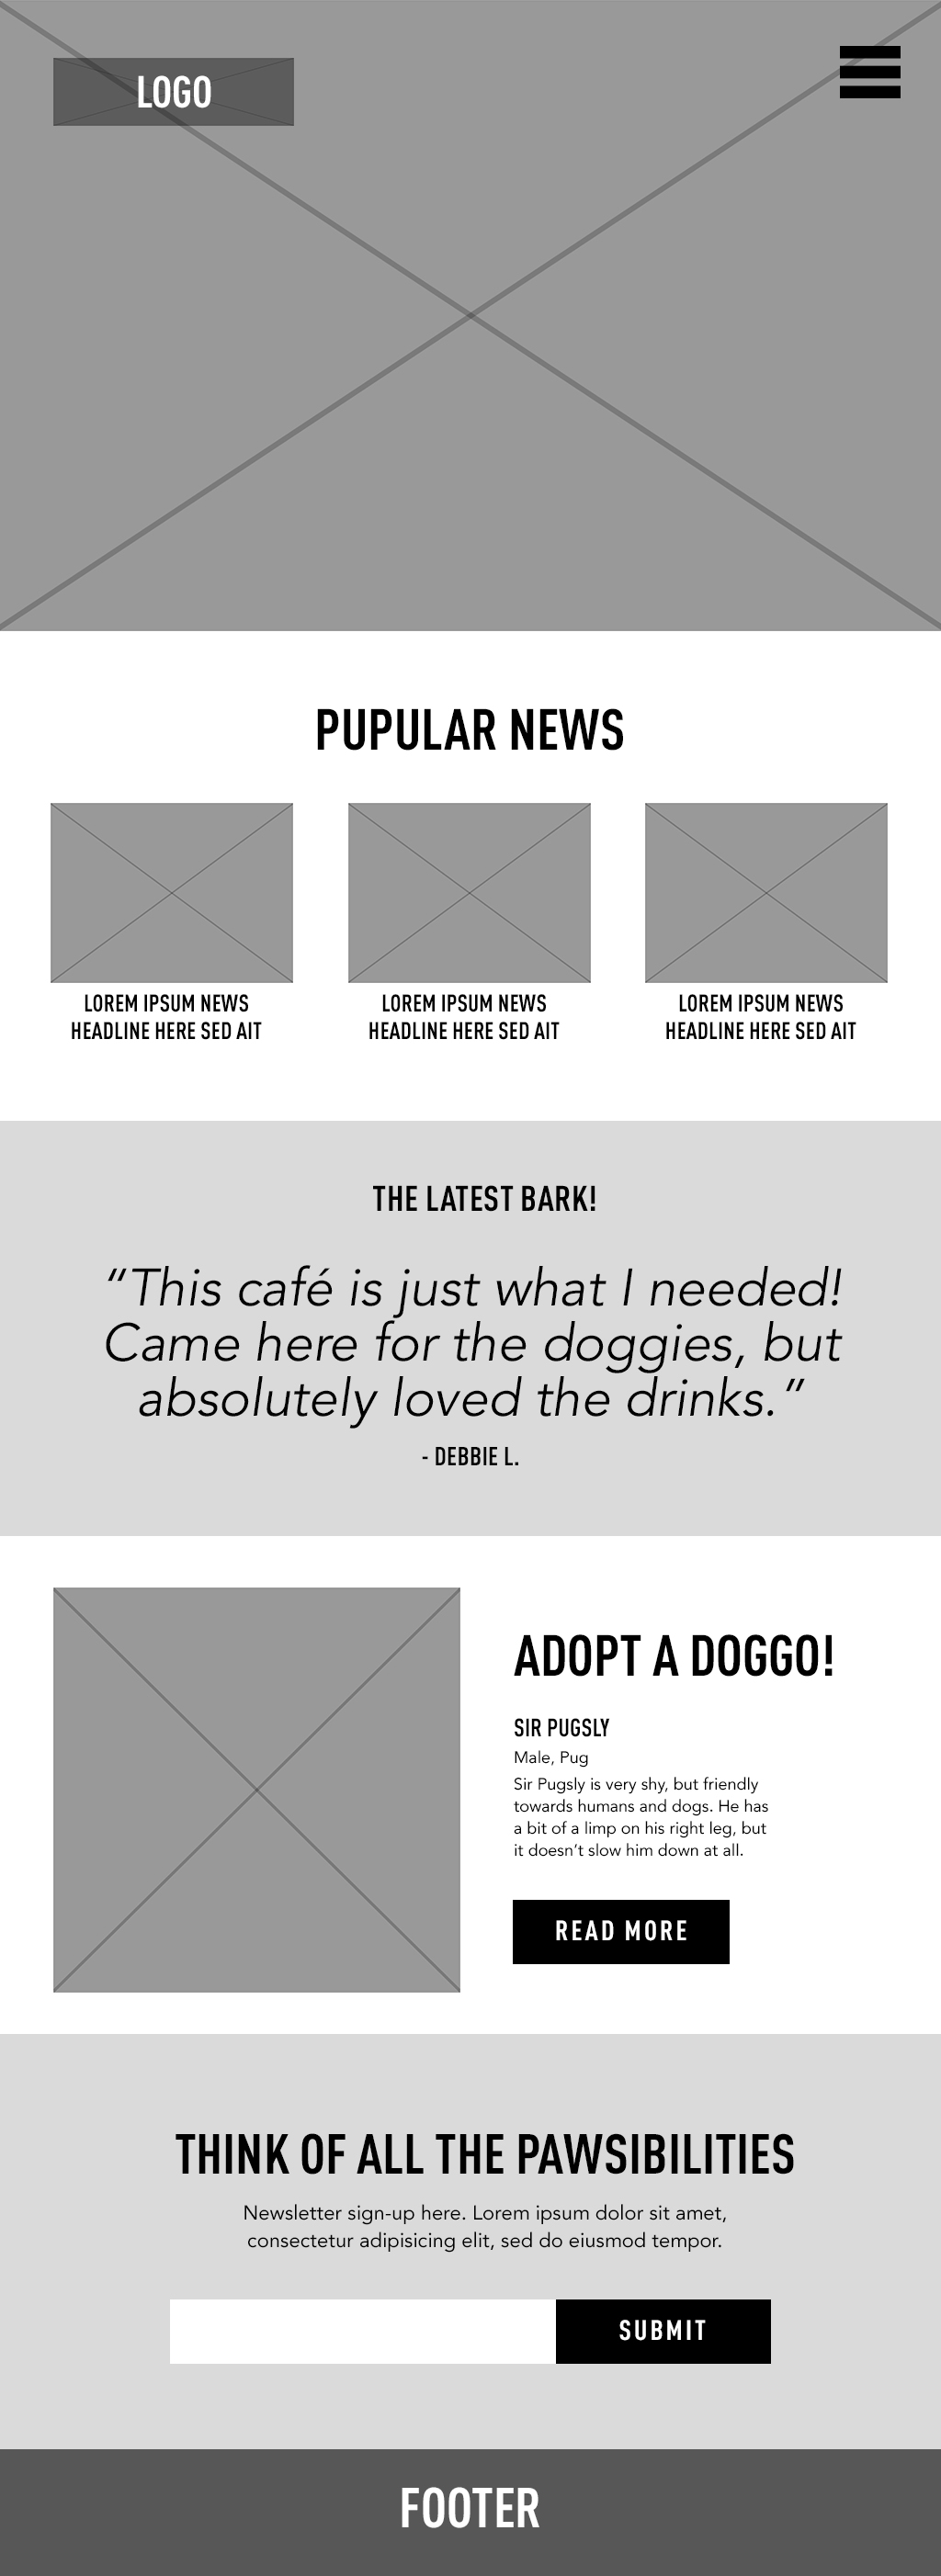 LOGO
PUPULAR NEWS
LOREM IPSUM NEWS
HEADLINE HERE SED AIT
LOREM IPSUM NEWS
HEADLINE HERE SED AIT
LOREM IPSUM NEWS
HEADLINE HERE SED AIT
THE LATEST BARK!
“This café is just what I needed!
Came here for the doggies, but
absolutely loved the drinks.”
- DEBBIE L.
ADOPT A DOGGO!
SIR PUGSLY
Male, Pug
Sir Pugsly is very shy, but friendly
towards humans and dogs. He has
a bit of a limp on his right leg, but
it doesn’t slow him down at all.
READ MORE
THINK OF ALL THE PAWSIBILITIES
Newsletter sign-up here. Lorem ipsum dolor sit amet,
consectetur adipisicing elit, sed do eiusmod tempor.
SUBMIT
FOOTER